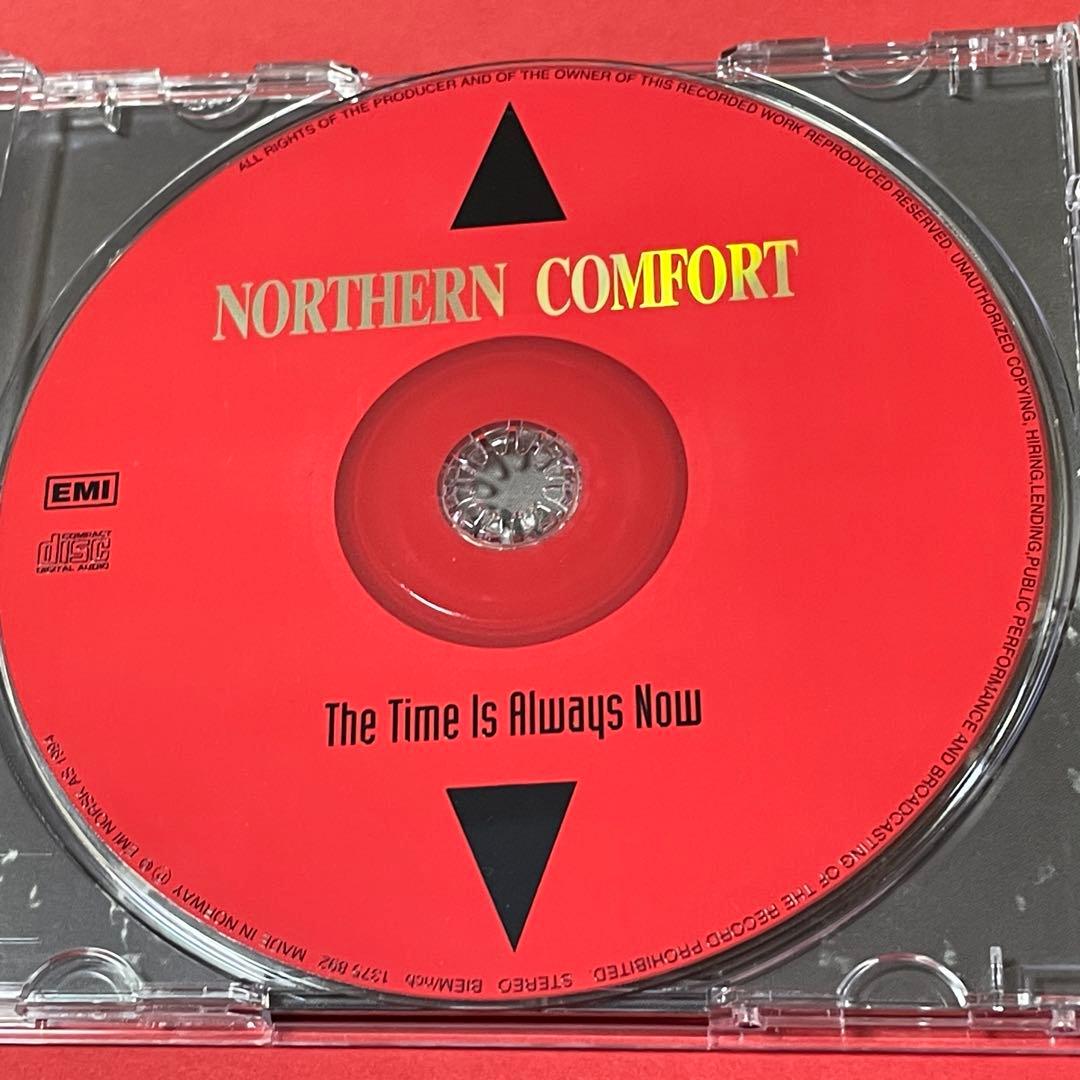 ALL RIGHTS OF THE PRODUCER AND OF THE OWNER OF THIS RECORDED WORK REPRODUCED RESERVED. UNAUTHORIZED COPYING, HIRING, LENDING, PUBLIC PERFORMANCE AND BROADCASTING OF THE RECORD PROHIBITED.
NORTHERN COMFORT
EMI
COMPACT
disc
DIGITAL AUDIO
The Time Is Always Now
STEREO BIEM/ncb 1375 892 MADE IN NORWAY Ⓟ© EMI NORSK AS 1994